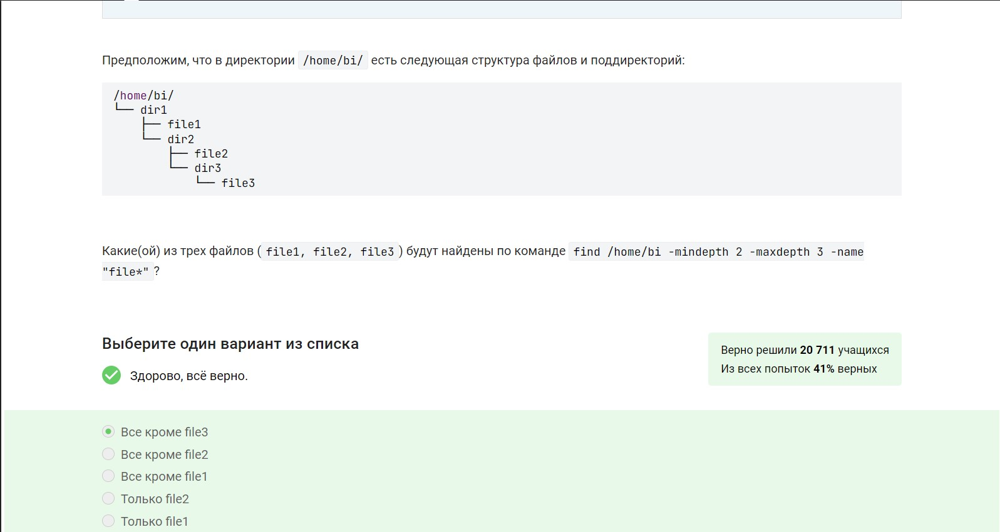 Предположим, что в директории /home/bi/ есть следующая структура файлов и поддиректорий:
/home/bi/
└── dir1
    ├── file1
    └── dir2
        ├── file2
        └── dir3
            └── file3
Какие(ой) из трех файлов ( file1, file2, file3 ) будут найдены по команде find /home/bi -mindepth 2 -maxdepth 3 -name
"file*" ?
Выберите один вариант из списка
Верно решили 20 711 учащихся
Из всех попыток 41% верных
Здорово, всё верно.
Все кроме file3
Все кроме file2
Все кроме file1
Только file2
Только file1